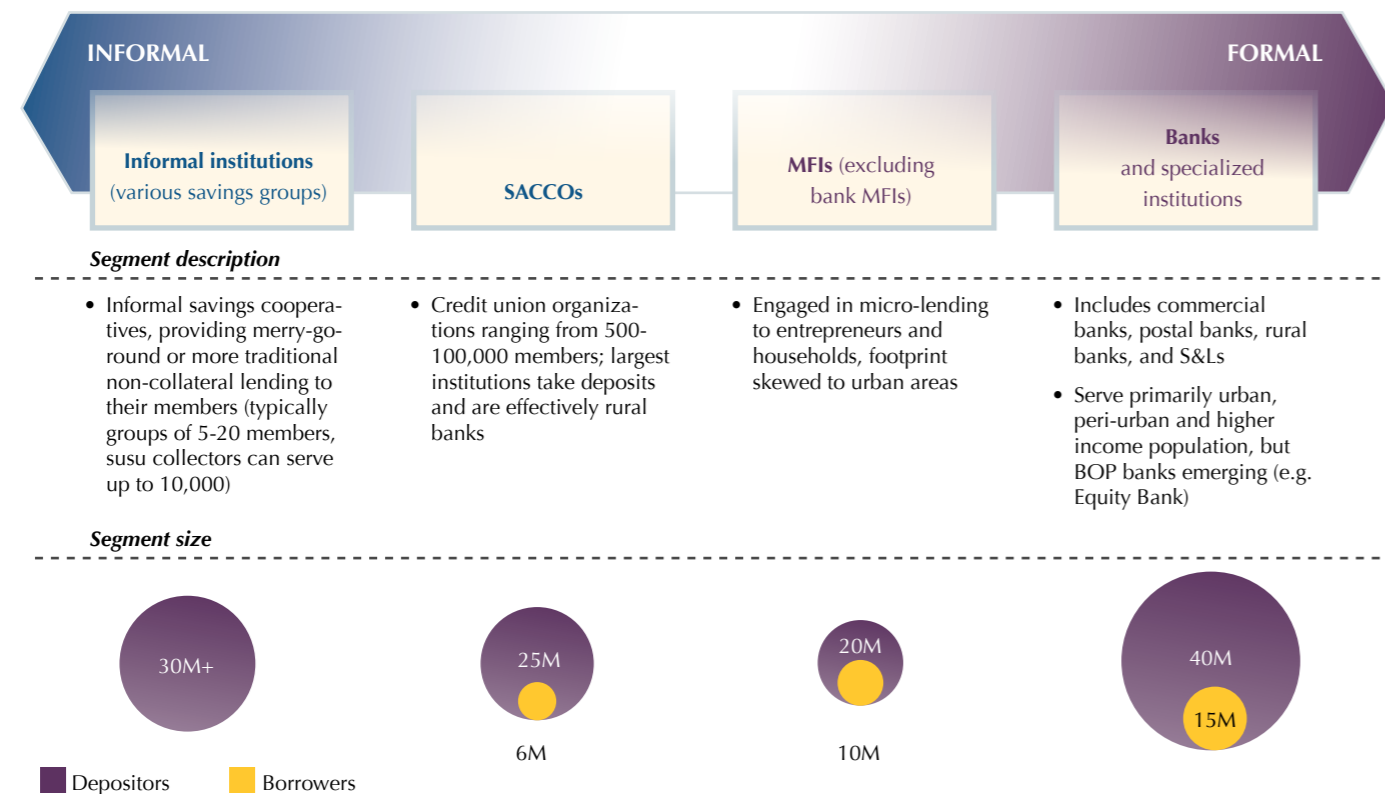 INFORMAL
FORMAL
Informal institutions
(various savings groups)
SACCOs
MFIs (excluding
bank MFIs)
Banks
and specialized
institutions
Segment description
• Informal savings coopera-
tives, providing merry-go-
round or more traditional
non-collateral lending to
their members (typically
groups of 5-20 members,
susu collectors can serve
up to 10,000)
• Credit union organiza-
tions ranging from 500-
100,000 members; largest
institutions take deposits
and are effectively rural
banks
• Engaged in micro-lending
to entrepreneurs and
households, footprint
skewed to urban areas
• Includes commercial
banks, postal banks, rural
banks, and S&Ls
• Serve primarily urban,
peri-urban and higher
income population, but
BOP banks emerging (e.g.
Equity Bank)
Segment size
30M+
25M
6M
20M
10M
40M
15M
Depositors
Borrowers